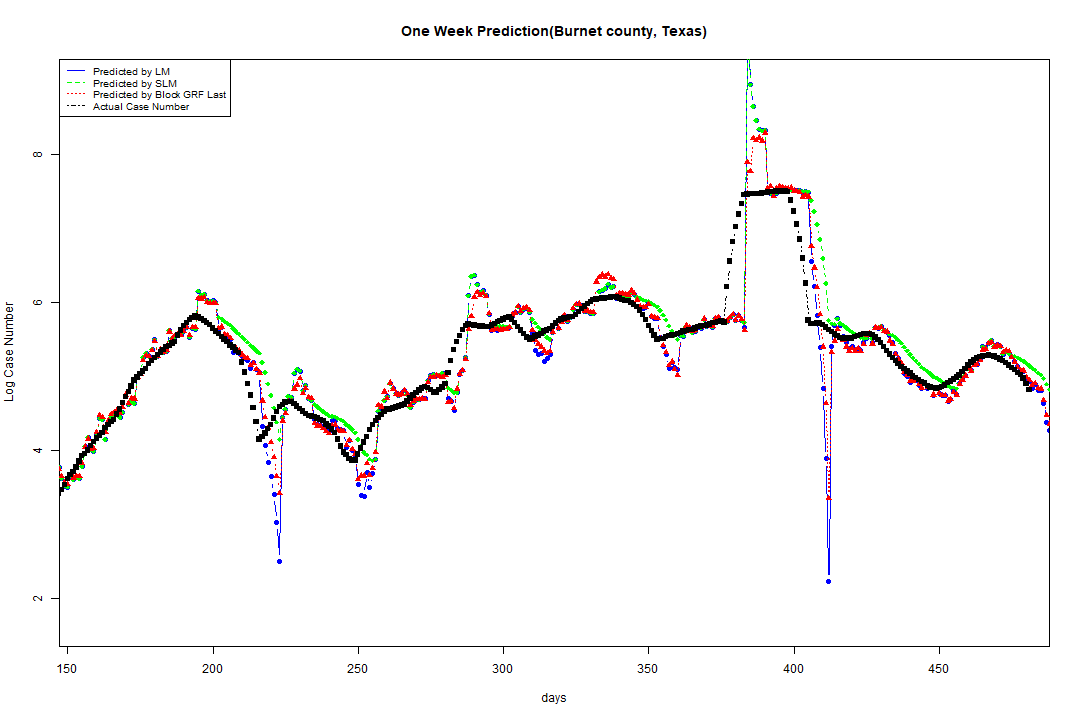 One Week Prediction(Burnet county, Texas)
Predicted by LM
Predicted by SLM
Predicted by Block GRF Last
Actual Case Number
8
6
4
2
Log Case Number
150 200 250 300 350 400 450
days